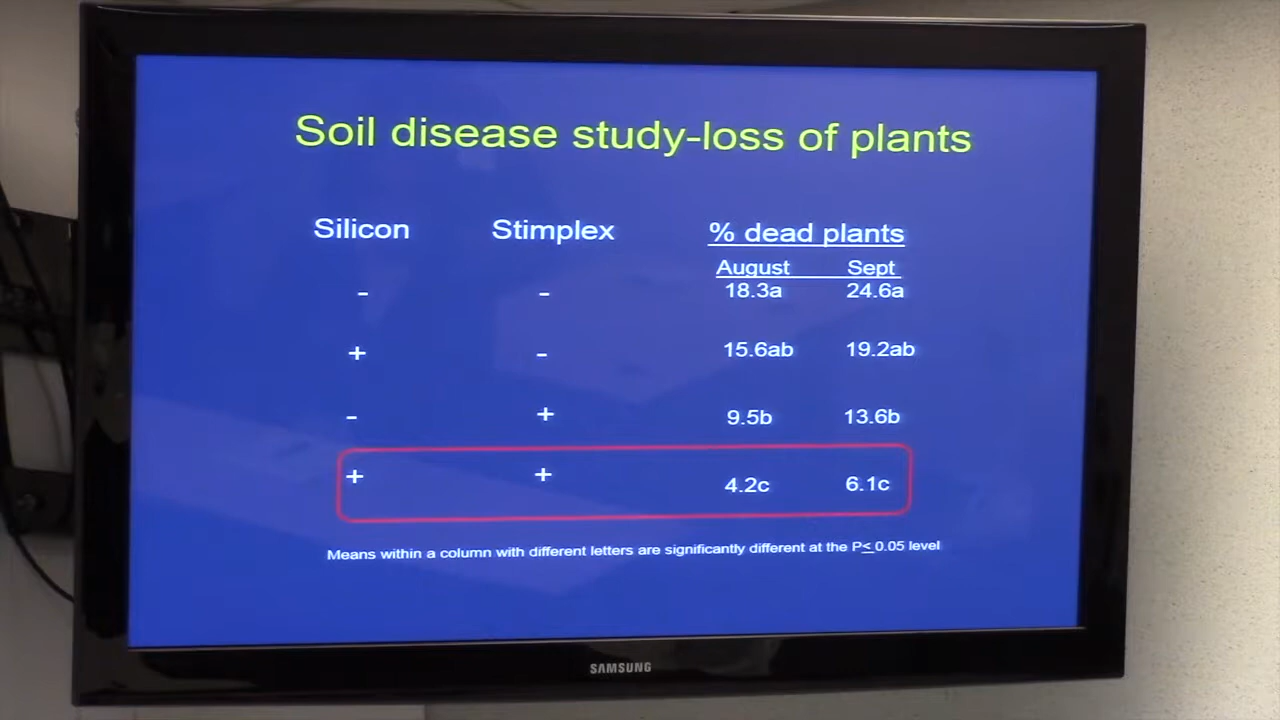 Soil disease study-loss of plants
Silicon Stimplex % dead plants
August Sept
- - 18.3a 24.6a
+ - 15.6ab 19.2ab
- + 9.5b 13.6b
+ + 4.2c 6.1c
Means within a column with different letters are significantly different at the P≤ 0.05 level
SAMSUNG